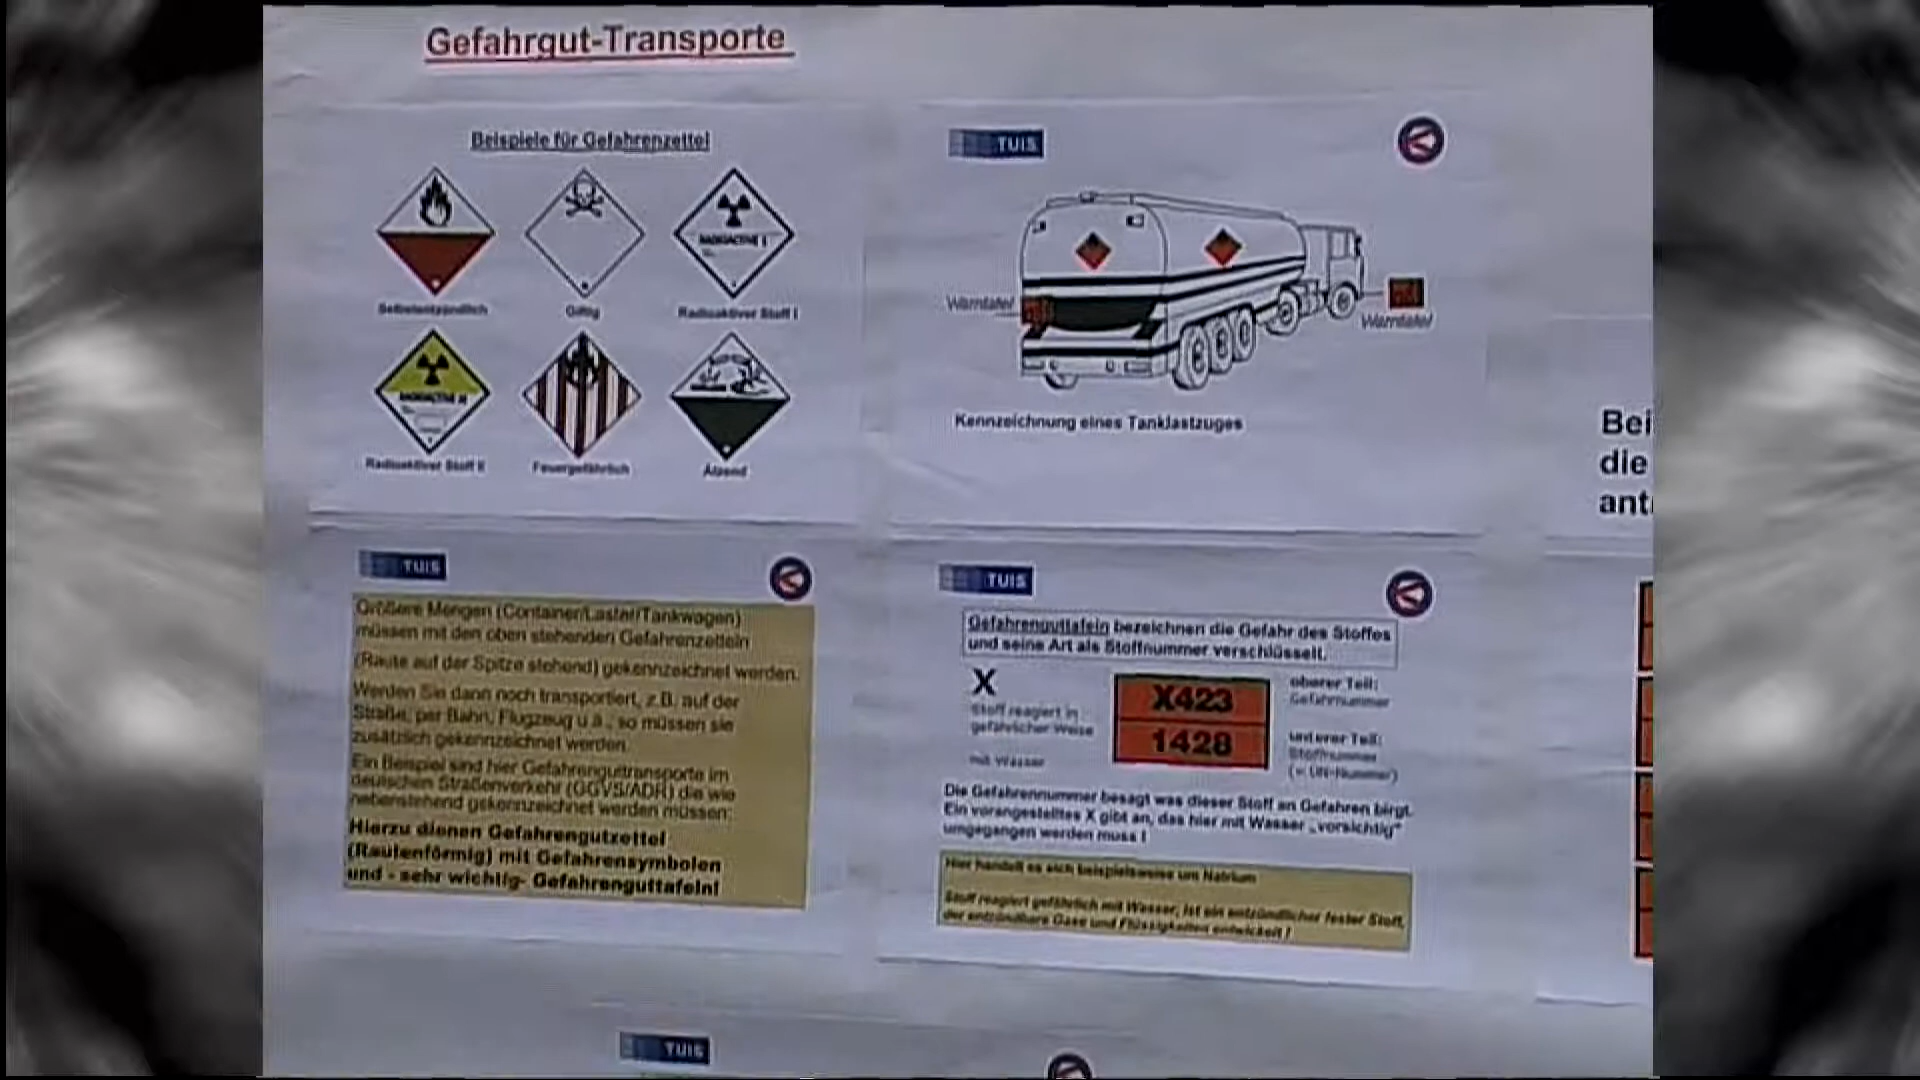 Gefahrgut-Transporte
Beispiele für Gefahrenzettel
RADIOACTIVE I
Selbstentzündlich
Giftig
Radioaktiver Stoff I
RADIOACTIVE III
Radioaktiver Stoff II
Feuergefährlich
Ätzend
TUIS
Warntafel
Warntafel
Kennzeichnung eines Tanklastzuges
Bei
die
ant
TUIS
Größere Mengen (Container/Laster/Tankwagen)
müssen mit den oben stehenden Gefahrenzetteln
(Raute auf der Spitze stehend) gekennzeichnet werden.
Werden Sie dann noch transportiert, z.B. auf der
Straße, per Bahn, Flugzeug u.ä., so müssen sie
zusätzlich gekennzeichnet werden.
Ein Beispiel sind hier Gefahrenguttransporte im
deutschen Straßenverkehr (GGVS/ADR) die wie
nebenstehend gekennzeichnet werden müssen:
Hierzu dienen Gefahrengutzettel
(Rautenförmig) mit Gefahrensymbolen
und - sehr wichtig- Gefahrenguttafeln!
TUIS
Gefahrenguttafeln bezeichnen die Gefahr des Stoffes
und seine Art als Stoffnummer verschlüsselt.
X
Stoff reagiert in
gefährlicher Weise
mit Wasser
X423
1428
oberer Teil:
Gefahrnummer
unterer Teil:
Stoffnummer
(= UN-Nummer)
Die Gefahrennummer besagt was dieser Stoff an Gefahren birgt.
Ein vorangestelltes X gibt an, das hier mit Wasser „vorsichtig"
umgegangen werden muss !
Hier handelt es sich beispielsweise um Natrium
Stoff reagiert gefährlich mit Wasser, ist ein entzündlicher fester Stoff,
der entzündbare Gase und Flüssigkeiten entwickelt !
TUIS